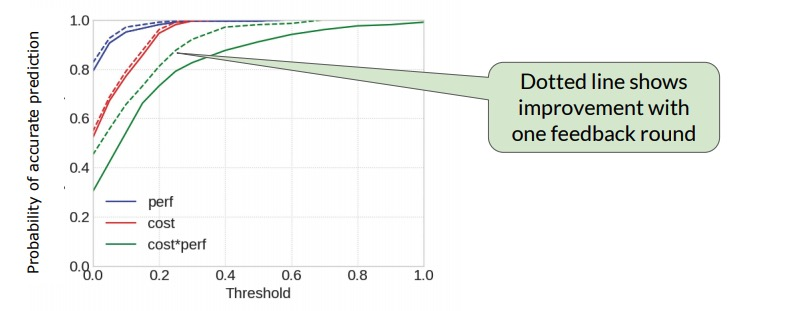 Probability of accurate prediction
1.0
0.8
0.6
0.4
0.2
0.0
perf
cost
cost*perf
0.0 0.2 0.4 0.6 0.8 1.0
Threshold
Dotted line shows
improvement with
one feedback round